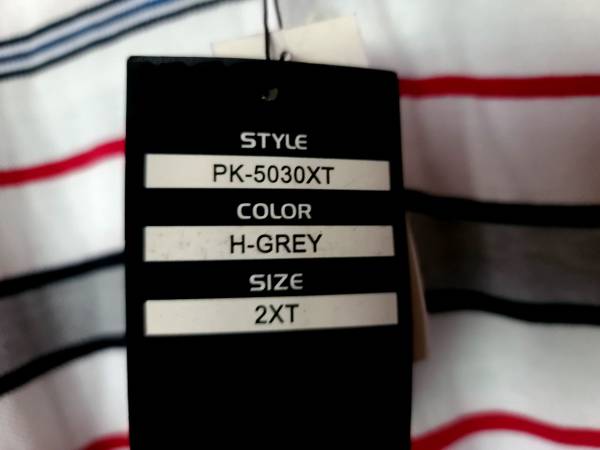 STYLE
PK-5030XT
COLOR
H-GREY
SIZE
2XT